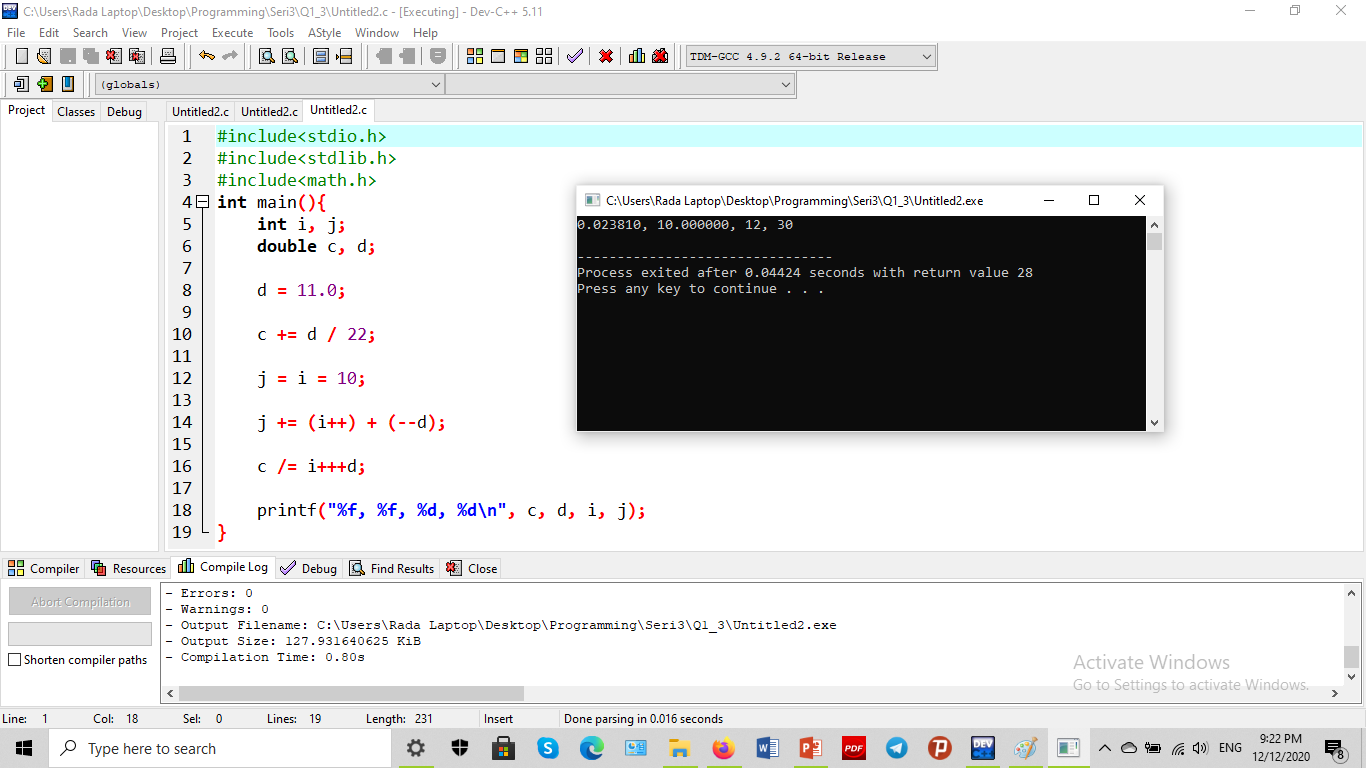 C:\Users\Rada Laptop\Desktop\Programming\Seri3\Q1_3\Untitled2.c - [Executing] - Dev-C++ 5.11
File Edit Search View Project Execute Tools AStyle Window Help
TDM-GCC 4.9.2 64-bit Release
(globals)
Project Classes Debug Untitled2.c Untitled2.c Untitled2.c
1 #include<stdio.h>
2 #include<stdlib.h>
3 #include<math.h>
4 int main(){
5 int i, j;
6 double c, d;
7
8 d = 11.0;
9
10 c += d / 22;
11
12 j = i = 10;
13
14 j += (i++) + (--d);
15
16 c /= i+++d;
17
18 printf("%f, %f, %d, %d\n", c, d, i, j);
19 }
C:\Users\Rada Laptop\Desktop\Programming\Seri3\Q1_3\Untitled2.exe
0.023810, 10.000000, 12, 30
--------------------------------
Process exited after 0.04424 seconds with return value 28
Press any key to continue . . .
Compiler Resources Compile Log Debug Find Results Close
Abort Compilation
Shorten compiler paths
- Errors: 0
- Warnings: 0
- Output Filename: C:\Users\Rada Laptop\Desktop\Programming\Seri3\Q1_3\Untitled2.exe
- Output Size: 127.931640625 KiB
- Compilation Time: 0.80s
Activate Windows
Go to Settings to activate Windows.
Line: 1 Col: 18 Sel: 0 Lines: 19 Length: 231 Insert Done parsing in 0.016 seconds
Type here to search
PDF
DEV
ENG
9:22 PM
12/12/2020
8